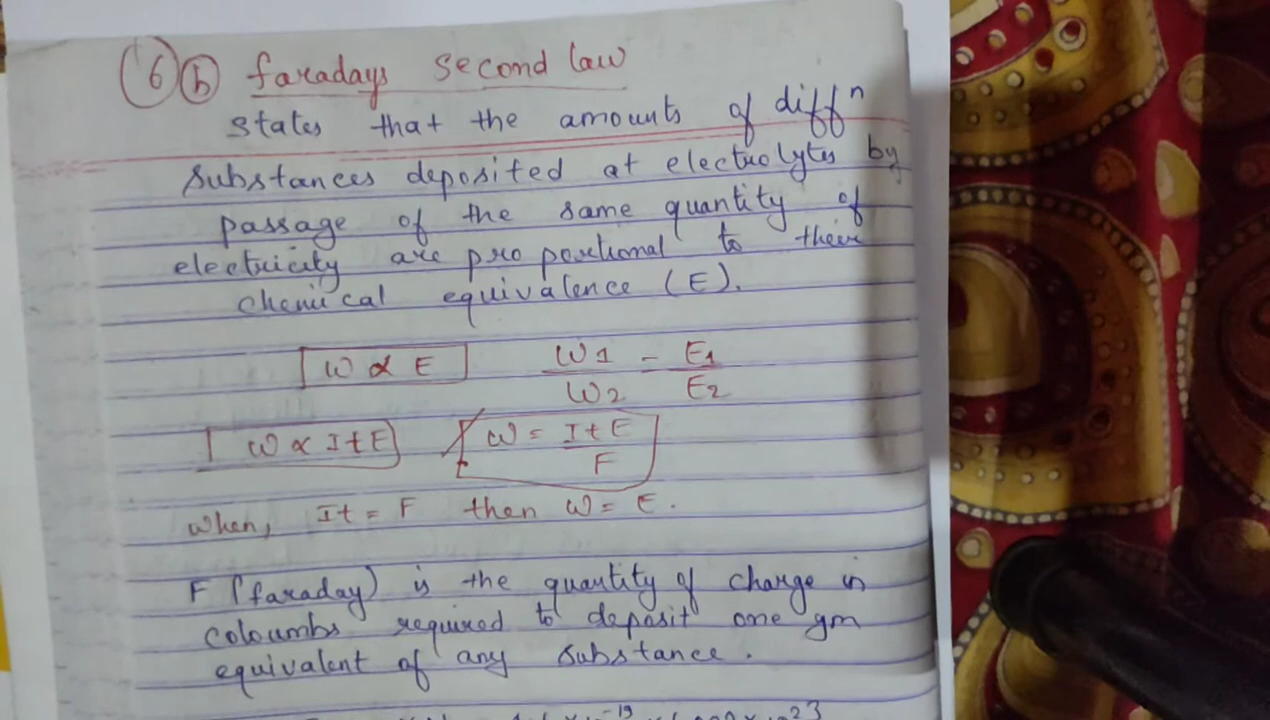 6 b faradays second law
states that the amounts of diffn
substances deposited at electrolytes by
passage of the same quantity of
electricity are proportional to their
chemical equivalence (E).
W ∝ E W1/W2 = E1/E2
W ∝ ItE W = ItE/F
when, It = F then W = E.
F (faraday) is the quantity of charge in
coloumbs required to deposit one gm
equivalent of any substance.